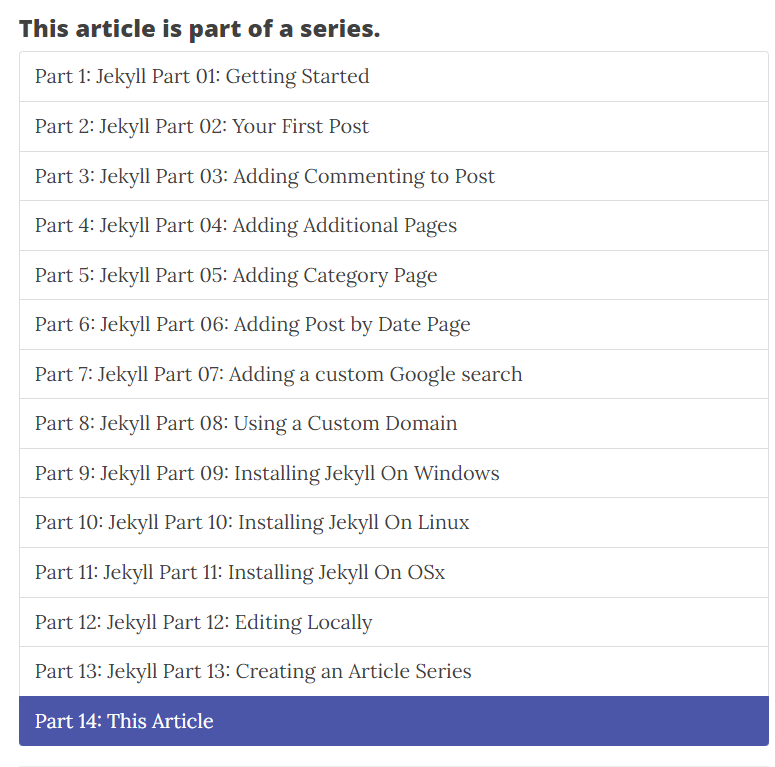 This article is part of a series.
Part 1: Jekyll Part 01: Getting Started
Part 2: Jekyll Part 02: Your First Post
Part 3: Jekyll Part 03: Adding Commenting to Post
Part 4: Jekyll Part 04: Adding Additional Pages
Part 5: Jekyll Part 05: Adding Category Page
Part 6: Jekyll Part 06: Adding Post by Date Page
Part 7: Jekyll Part 07: Adding a custom Google search
Part 8: Jekyll Part 08: Using a Custom Domain
Part 9: Jekyll Part 09: Installing Jekyll On Windows
Part 10: Jekyll Part 10: Installing Jekyll On Linux
Part 11: Jekyll Part 11: Installing Jekyll On OSx
Part 12: Jekyll Part 12: Editing Locally
Part 13: Jekyll Part 13: Creating an Article Series
Part 14: This Article